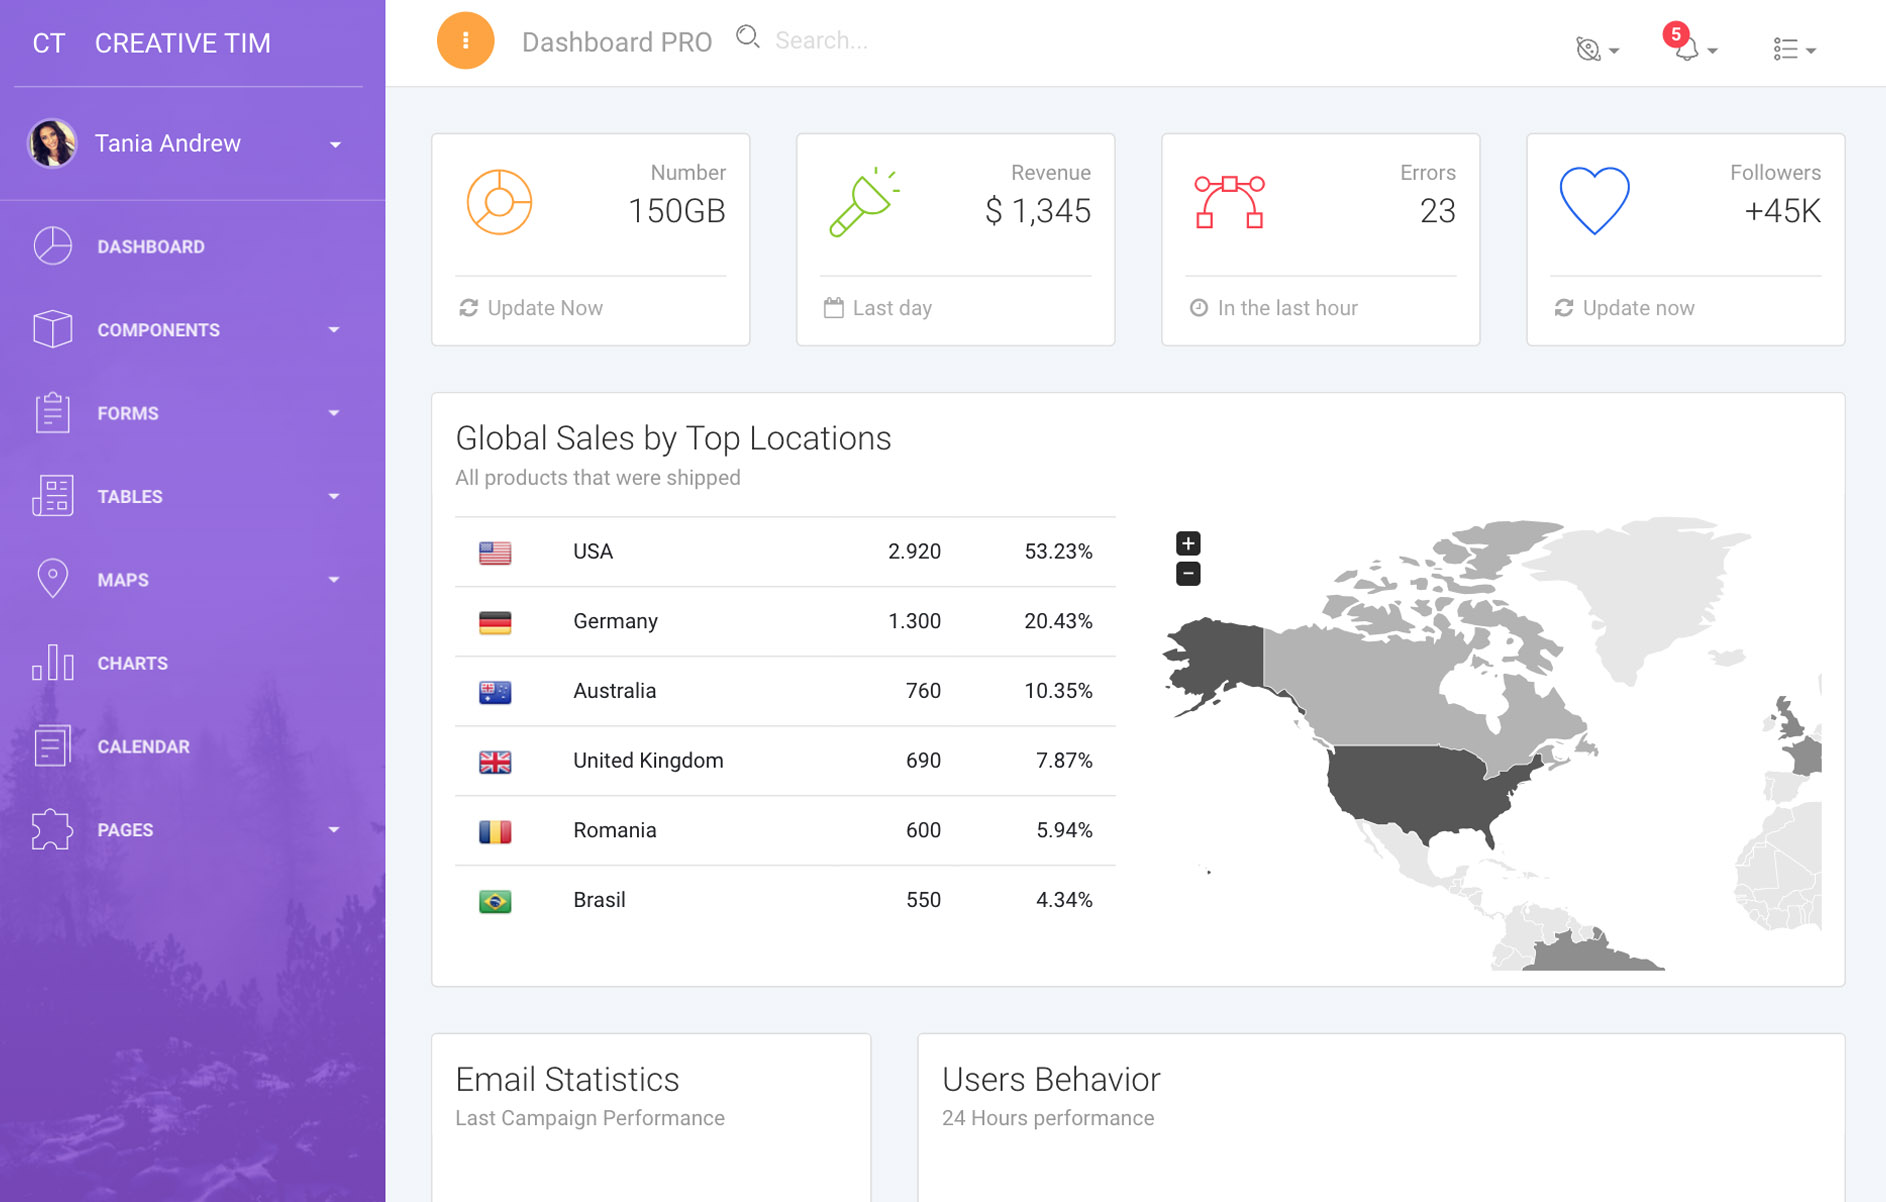 CT CREATIVE TIM
Dashboard PRO Search...
5
Tania Andrew
DASHBOARD
COMPONENTS
FORMS
TABLES
MAPS
CHARTS
CALENDAR
PAGES
Number
150GB
Update Now
Revenue
$ 1,345
Last day
Errors
23
In the last hour
Followers
+45K
Update now
Global Sales by Top Locations
All products that were shipped
USA 2.920 53.23%
Germany 1.300 20.43%
Australia 760 10.35%
United Kingdom 690 7.87%
Romania 600 5.94%
Brasil 550 4.34%
+
−
Email Statistics
Last Campaign Performance
Users Behavior
24 Hours performance